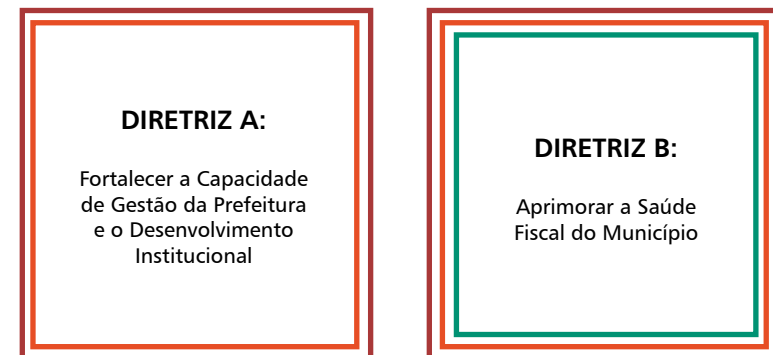 DIRETRIZ A:
Fortalecer a Capacidade
de Gestão da Prefeitura
e o Desenvolvimento
Institucional
DIRETRIZ B:
Aprimorar a Saúde
Fiscal do Município